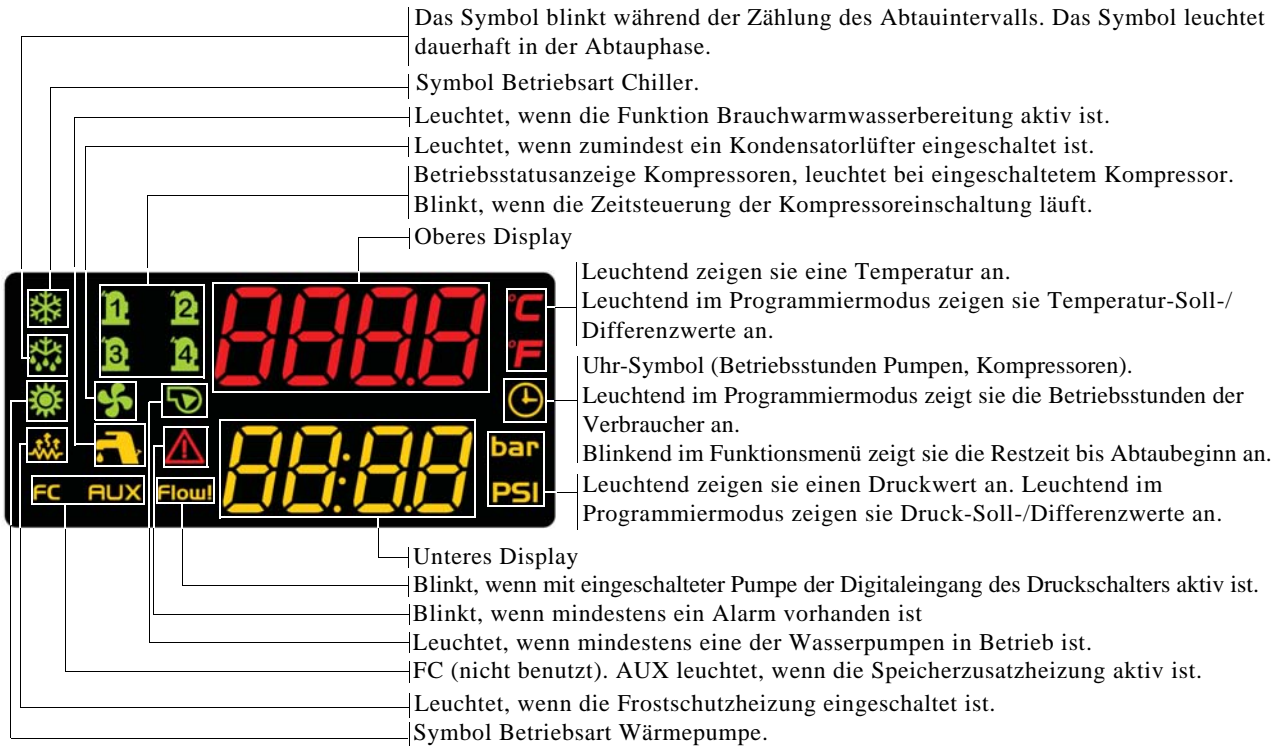 Das Symbol blinkt während der Zählung des Abtauintervalls. Das Symbol leuchtet
dauerhaft in der Abtauphase.
Symbol Betriebsart Chiller.
Leuchtet, wenn die Funktion Brauchwarmwasserbereitung aktiv ist.
Leuchtet, wenn zumindest ein Kondensatorlüfter eingeschaltet ist.
Betriebsstatusanzeige Kompressoren, leuchtet bei eingeschaltetem Kompressor.
Blinkt, wenn die Zeitsteuerung der Kompressoreinschaltung läuft.
Oberes Display
1 2
3 4
888.8
°C
°F
88:8.8
bar
PSI
FC AUX Flow!
Leuchtend zeigen sie eine Temperatur an.
Leuchtend im Programmiermodus zeigen sie Temperatur-Soll-/
Differenzwerte an.
Uhr-Symbol (Betriebsstunden Pumpen, Kompressoren).
Leuchtend im Programmiermodus zeigt sie die Betriebsstunden der
Verbraucher an.
Blinkend im Funktionsmenü zeigt sie die Restzeit bis Abtaubeginn an.
Leuchtend zeigen sie einen Druckwert an. Leuchtend im
Programmiermodus zeigen sie Druck-Soll-/Differenzwerte an.
Unteres Display
Blinkt, wenn mit eingeschalteter Pumpe der Digitaleingang des Druckschalters aktiv ist.
Blinkt, wenn mindestens ein Alarm vorhanden ist
Leuchtet, wenn mindestens eine der Wasserpumpen in Betrieb ist.
FC (nicht benutzt). AUX leuchtet, wenn die Speicherzusatzheizung aktiv ist.
Leuchtet, wenn die Frostschutzheizung eingeschaltet ist.
Symbol Betriebsart Wärmepumpe.